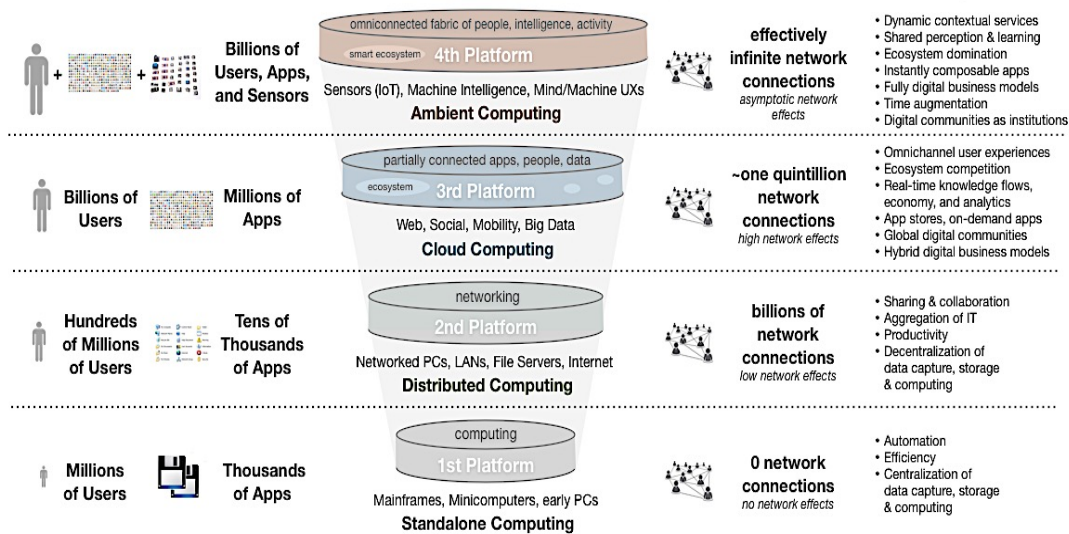 Billions of
Users, Apps,
and Sensors
omniconnected fabric of people, intelligence, activity
smart ecosystem
4th Platform
Sensors (IoT), Machine Intelligence, Mind/Machine UXs
Ambient Computing
effectively
infinite network
connections
asymptotic network
effects
• Dynamic contextual services
• Shared perception & learning
• Ecosystem domination
• Instantly composable apps
• Fully digital business models
• Time augmentation
• Digital communities as institutions
Billions of
Users
Millions of
Apps
partially connected apps, people, data
ecosystem
3rd Platform
Web, Social, Mobility, Big Data
Cloud Computing
~one quintillion
network
connections
high network effects
• Omnichannel user experiences
• Ecosystem competition
• Real-time knowledge flows,
economy, and analytics
• App stores, on-demand apps
• Global digital communities
• Hybrid digital business models
Hundreds
of Millions
of Users
Tens of
Thousands
of Apps
networking
2nd Platform
Networked PCs, LANs, File Servers, Internet
Distributed Computing
billions of
network
connections
low network effects
• Sharing & collaboration
• Aggregation of IT
• Productivity
• Decentralization of
data capture, storage
& computing
Millions
of Users
Thousands
of Apps
computing
1st Platform
Mainframes, Minicomputers, early PCs
Standalone Computing
0 network
connections
no network effects
• Automation
• Efficiency
• Centralization of
data capture, storage
& computing